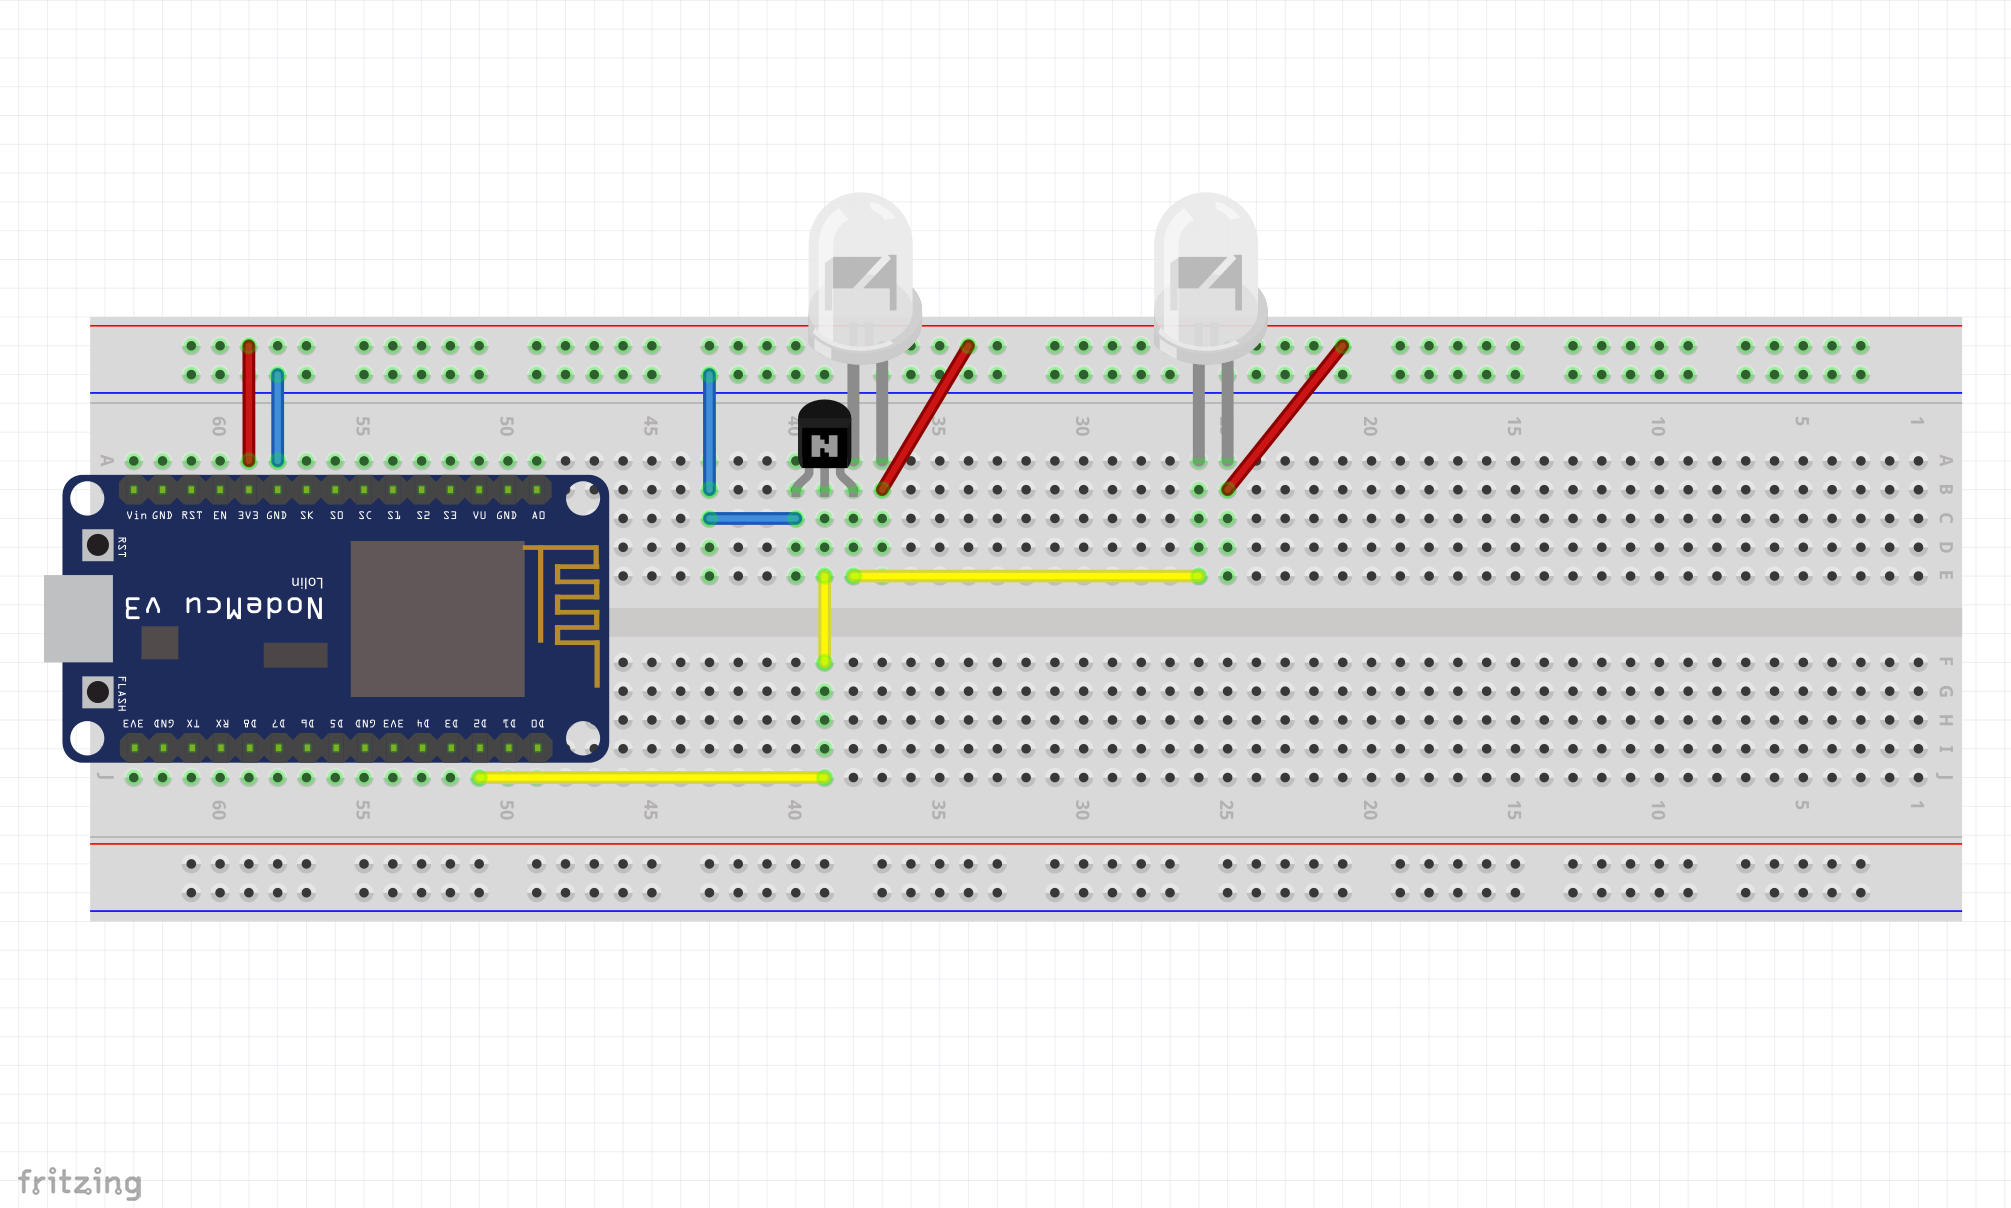 60 55 50 45 40 35 30 25 20 15 10 5 1
A A
B
C
D
E
Vin GND RST EN 3V3 GND SK SO SC S1 S2 S3 VU GND AO
RST
Lolin
NodeMcu v3
FLASH
3V3 GND TX RX D8 D7 D6 D5 GND 3V3 D4 D3 D2 D1 D0
F
G
H
I
J J
60 55 50 45 40 35 30 25 20 15 10 5 1
N
fritzing